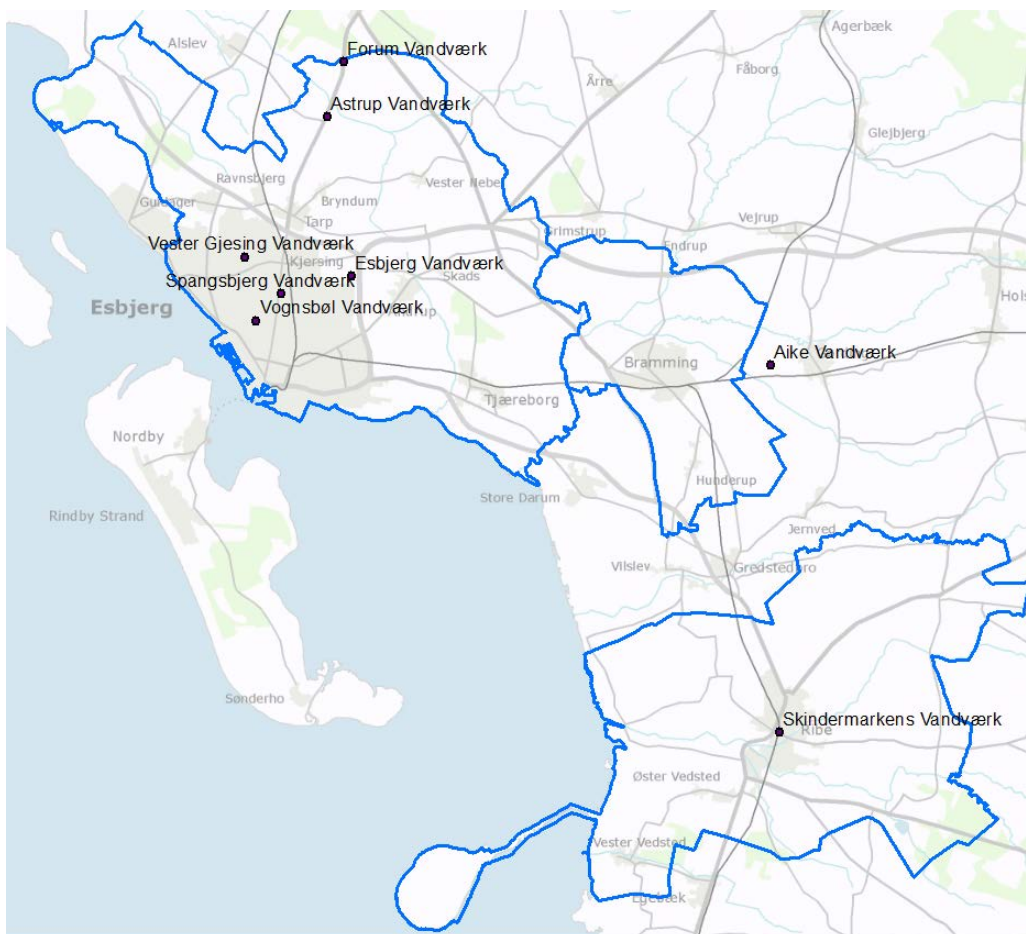 Agerbæk
Alslev
Forum Vandværk
Fåborg
Årre
Astrup Vandværk
Glejbjerg
Ravnsbjerg
Vester Nebel
Guldager
Bryndum
Tarp
Vejrup
Grimstrup
Endrup
Vester Gjesing Vandværk
Kjersing
Esbjerg Vandværk
Skads
Spangsbjerg Vandværk
Esbjerg
Vognsbøl Vandværk
Bramming
Aike Vandværk
Tjæreborg
Nordby
Hunderup
Store Darum
Rindby Strand
Jernved
Vilslev
Gredstedbro
Sønderho
Skindermarkens Vandværk
Ribe
Øster Vedsted
Vester Vedsted
Egebæk